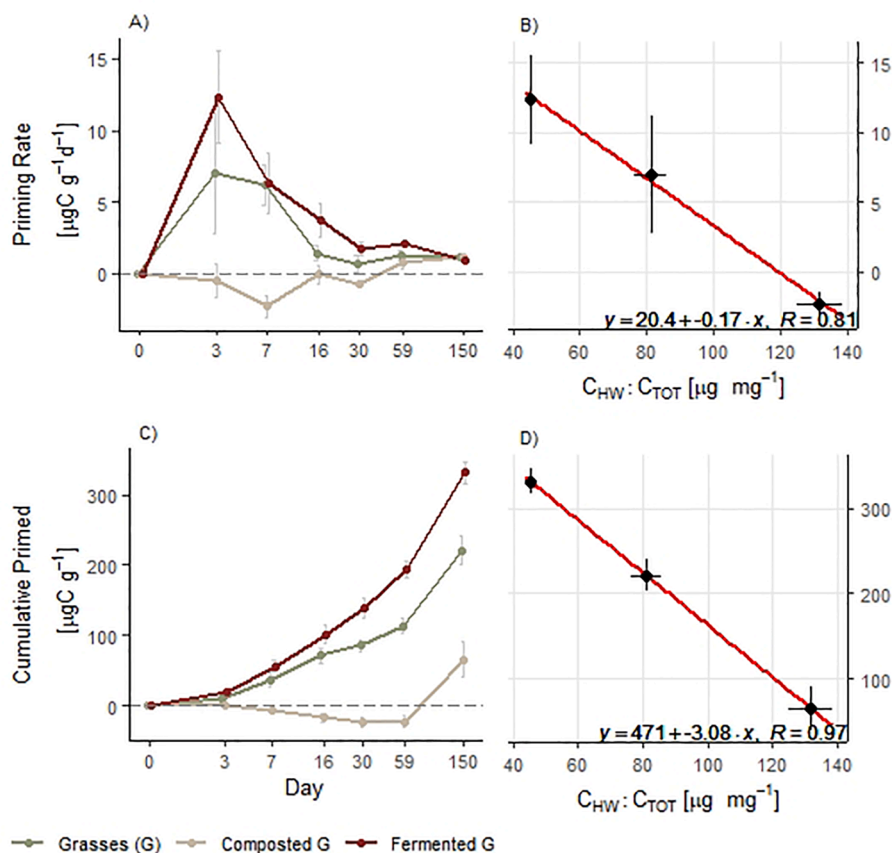 A)
Priming Rate
[µgC g⁻¹d⁻¹]
15
10
5
0
0 3 7 16 30 59 150
B)
15
10
5
0
y = 20.4 + -0.17 · x, R = 0.81
40 60 80 100 120 140
C_HW : C_TOT [µg mg⁻¹]
C)
Cumulative Primed
[µgC g⁻¹]
300
200
100
0
0 3 7 16 30 59 150
Day
D)
300
200
100
y = 471 + -3.08 · x, R = 0.97
40 60 80 100 120 140
C_HW : C_TOT [µg mg⁻¹]
Grasses (G) Composted G Fermented G